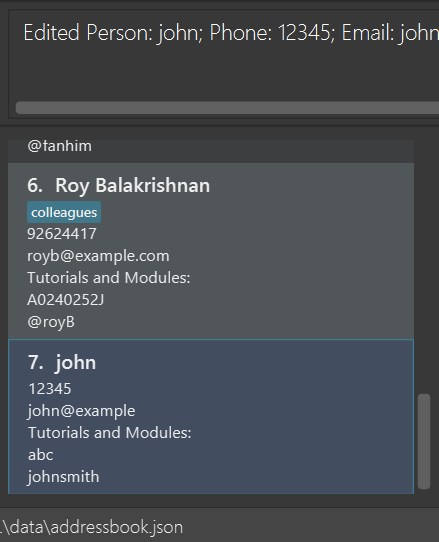 Edited Person: john; Phone: 12345; Email: john
@fanhim
6. Roy Balakrishnan
colleagues
92624417
royb@example.com
Tutorials and Modules:
A0240252J
@royB
7. john
12345
john@example
Tutorials and Modules:
abc
johnsmith
.\data\addressbook.json